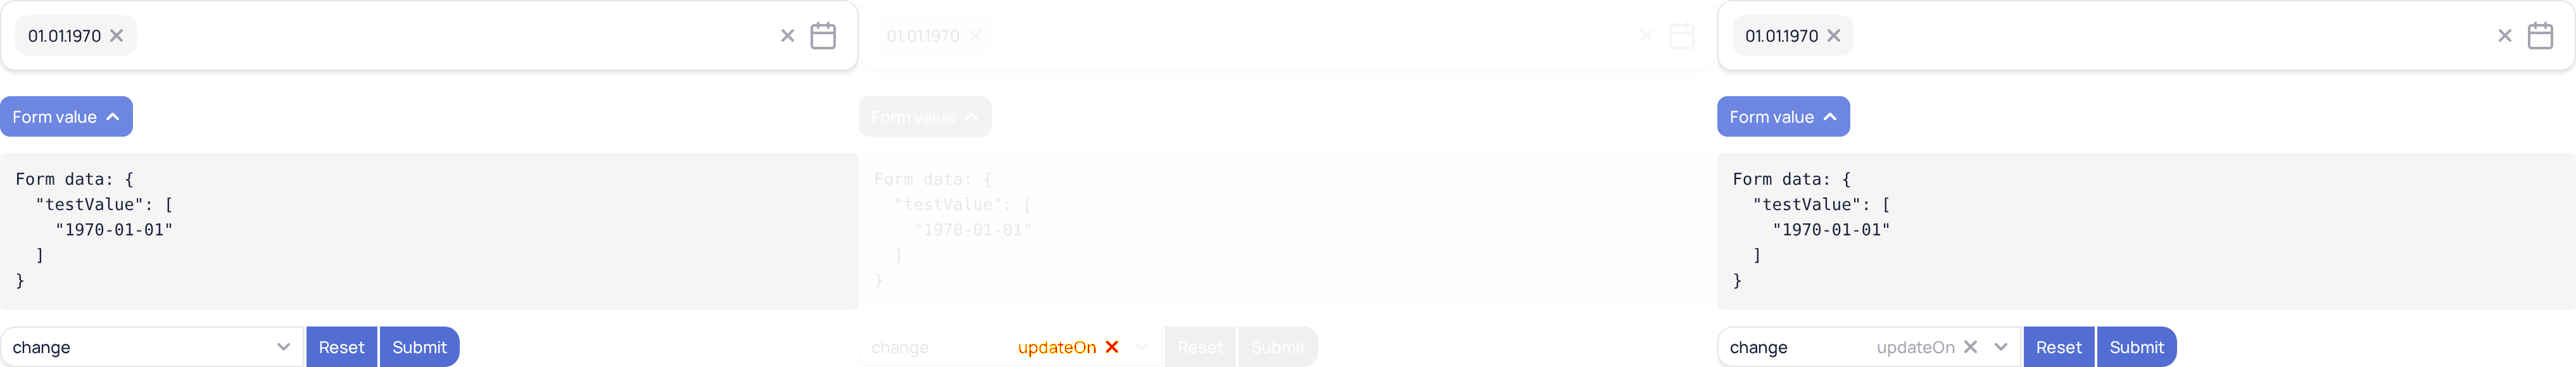 01.01.1970
Form value
Form data: {
  "testValue": [
    "1970-01-01"
  ]
}
change Reset Submit
01.01.1970
Form value
Form data: {
  "testValue": [
    "1970-01-01"
  ]
}
change updateOn Reset Submit
01.01.1970
Form value
Form data: {
  "testValue": [
    "1970-01-01"
  ]
}
change updateOn Reset Submit